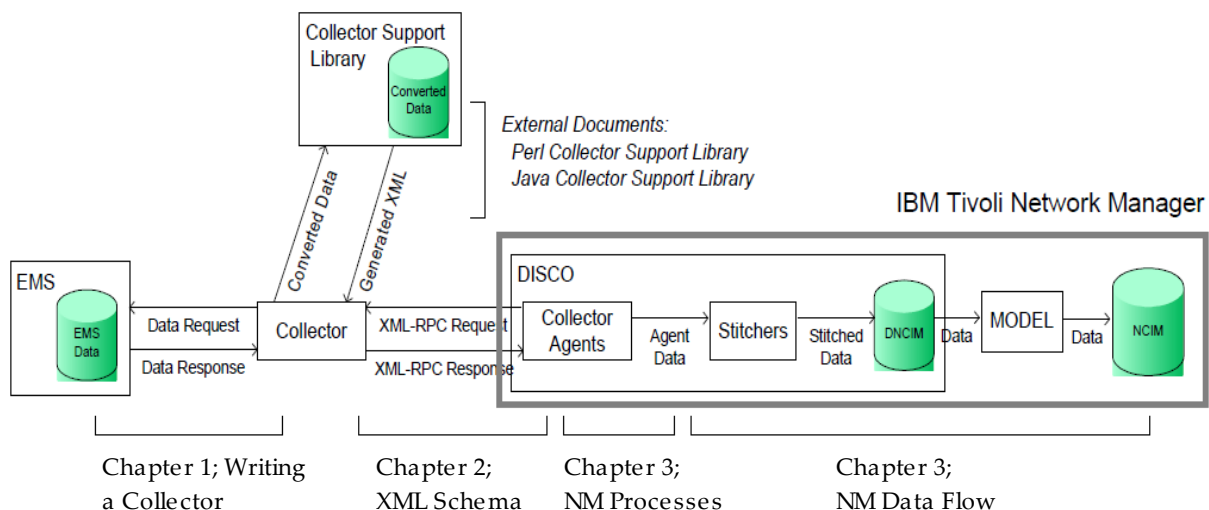 Collector Support
Library
Converted
Data
External Documents:
Perl Collector Support Library
Java Collector Support Library
Converted Data
Generated XML
IBM Tivoli Network Manager
EMS
EMS
Data
Data Request
Data Response
Collector
XML-RPC Request
XML-RPC Response
DISCO
Collector
Agents
Agent
Data
Stitchers
Stitched
Data
DNCIM
Data
MODEL
Data
NCIM
Chapter 1; Writing
a Collector
Chapter 2;
XML Schema
Chapter 3;
NM Processes
Chapter 3;
NM Data Flow